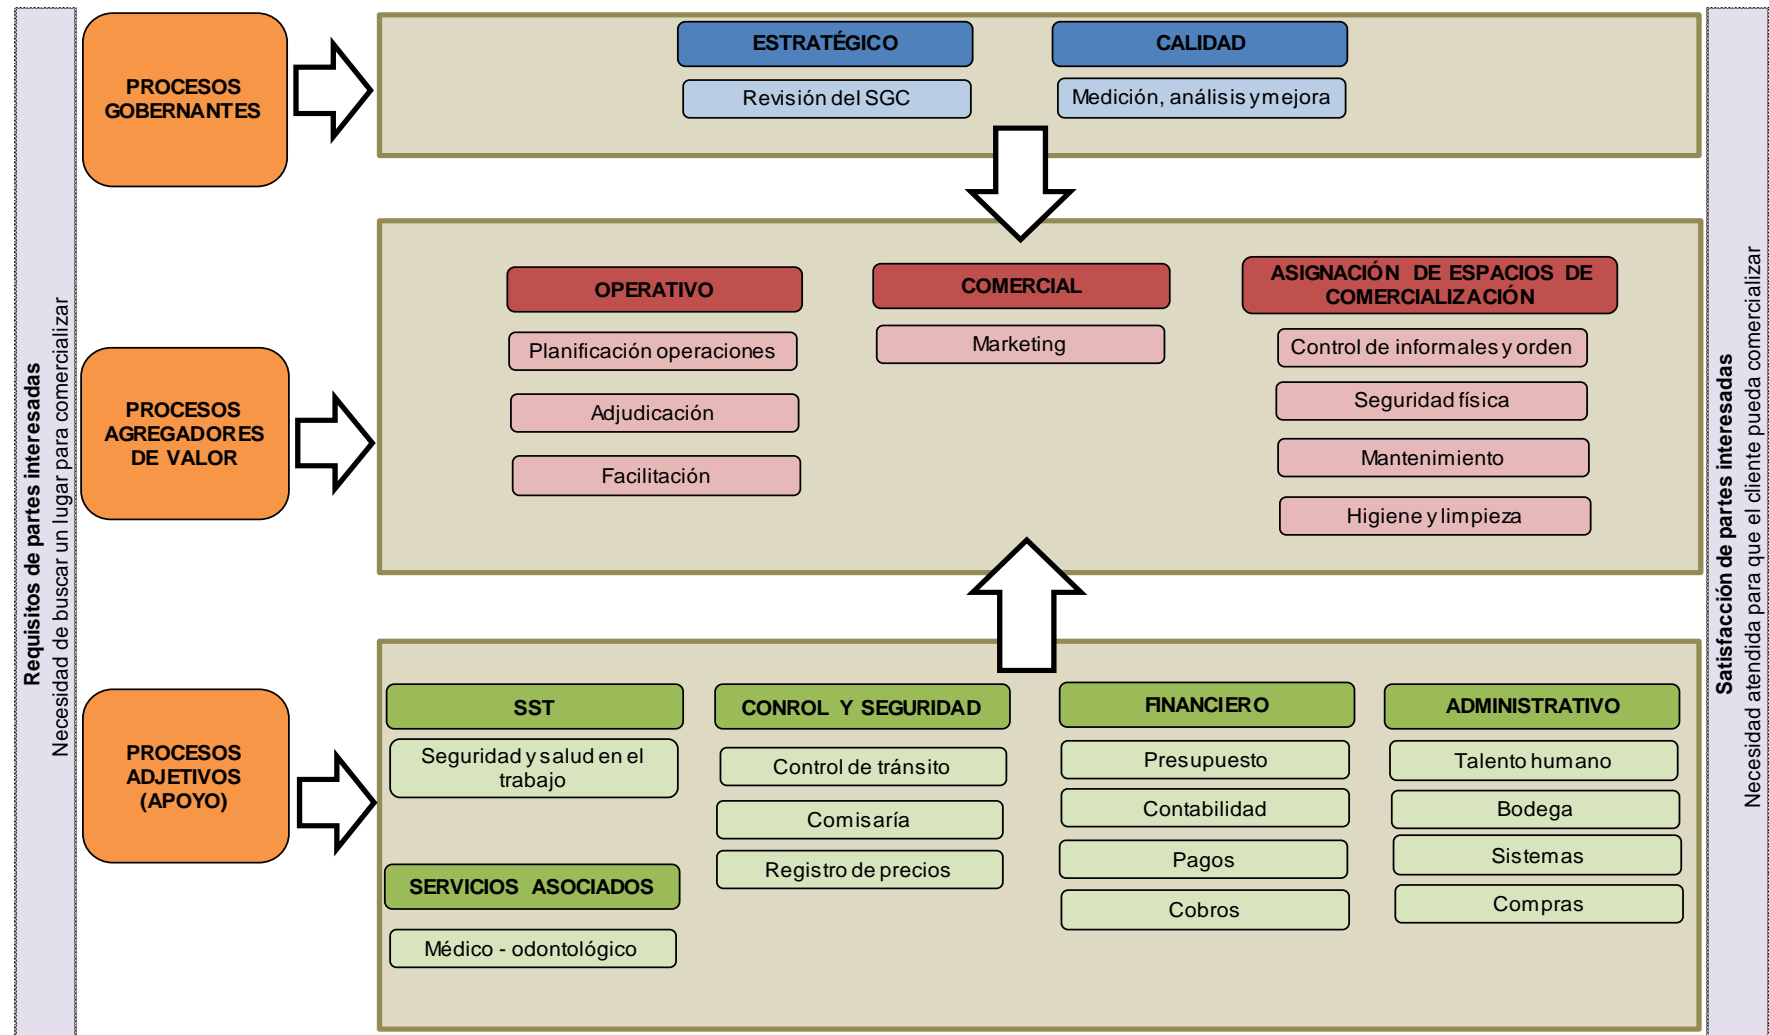 Requisitos de partes interesadas
Necesidad de buscar un lugar para comercializar
PROCESOS
GOBERNANTES
ESTRATÉGICO
Revisión del SGC
CALIDAD
Medición, análisis y mejora
PROCESOS
AGREGADORES
DE VALOR
OPERATIVO
Planificación operaciones
Adjudicación
Facilitación
COMERCIAL
Marketing
ASIGNACIÓN DE ESPACIOS DE
COMERCIALIZACIÓN
Control de informales y orden
Seguridad física
Mantenimiento
Higiene y limpieza
PROCESOS
ADJETIVOS
(APOYO)
SST
Seguridad y salud en el
trabajo
SERVICIOS ASOCIADOS
Médico - odontológico
CONROL Y SEGURIDAD
Control de tránsito
Comisaría
Registro de precios
FINANCIERO
Presupuesto
Contabilidad
Pagos
Cobros
ADMINISTRATIVO
Talento humano
Bodega
Sistemas
Compras
Satisfacción de partes interesadas
Necesidad atendida para que el cliente pueda comercializar